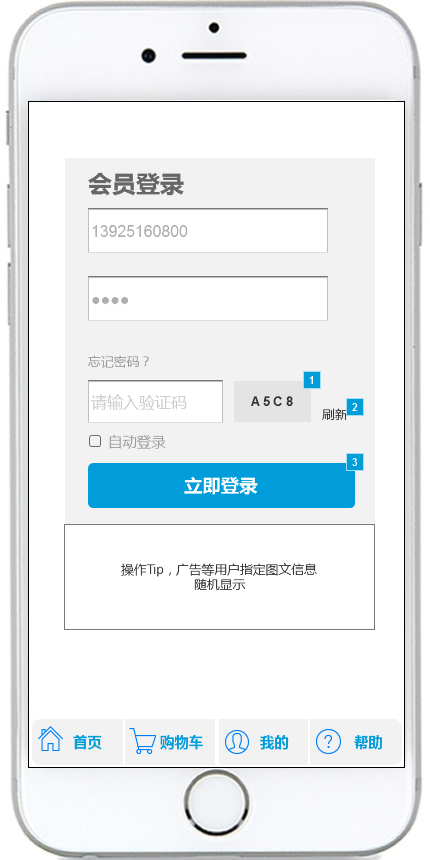 会员登录
13925160800
●●●●
忘记密码？
请输入验证码
A5C8
1
刷新
2
自动登录
3
立即登录
操作Tip，广告等用户指定图文信息
随机显示
首页
购物车
我的
?
帮助